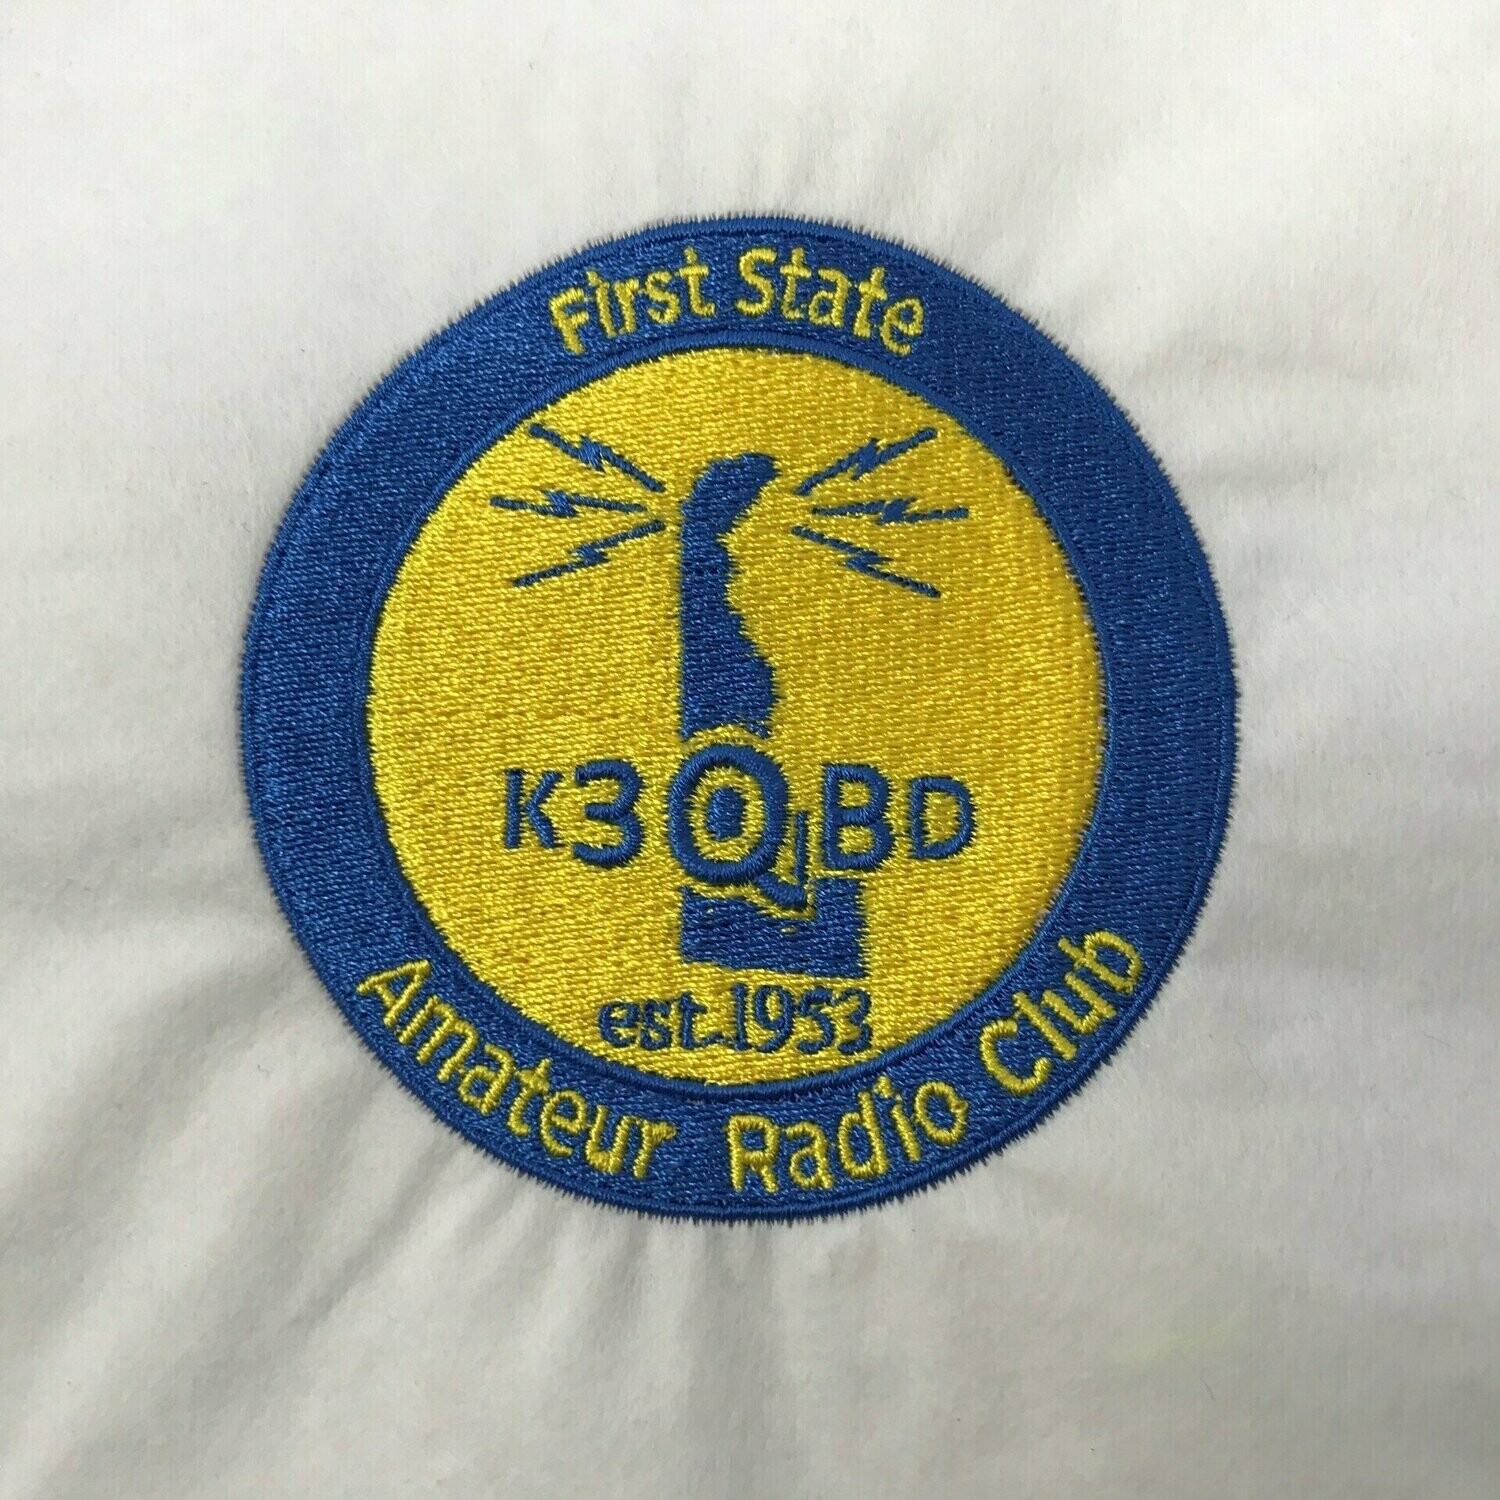 First State
K3QBD
est. 1953
Amateur Radio Club